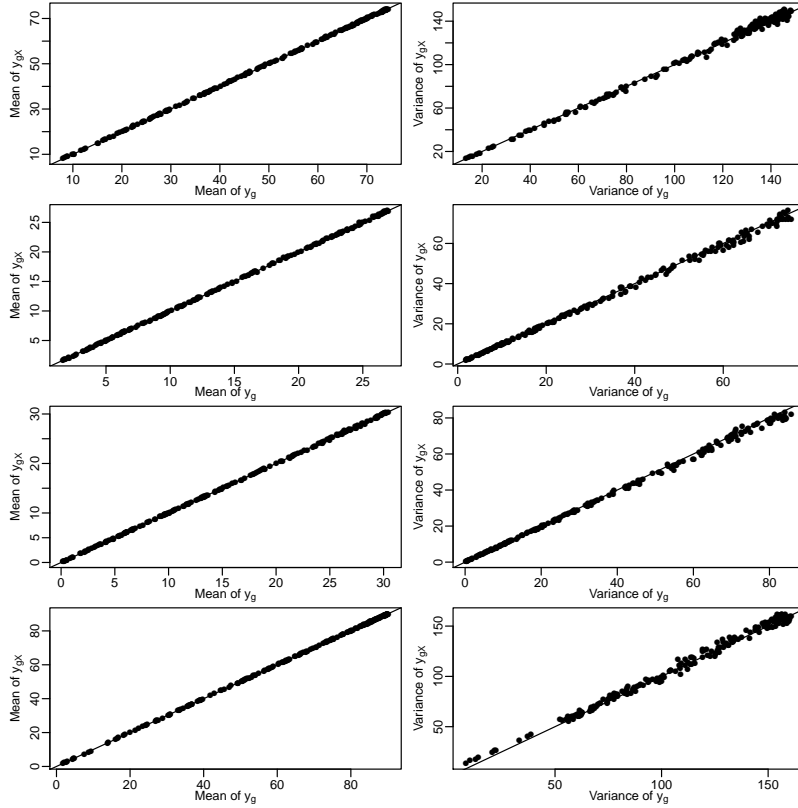 Mean of y_gX
10 30 50 70
10 20 30 40 50 60 70
Mean of y_g
Variance of y_gX
20 60 100 140
20 40 60 80 100 120 140
Variance of y_g
Mean of y_gX
5 10 15 20 25
5 10 15 20 25
Mean of y_g
Variance of y_gX
0 20 40 60
0 20 40 60
Variance of y_g
Mean of y_gX
0 5 10 20 30
0 5 10 15 20 25 30
Mean of y_g
Variance of y_gX
0 20 40 60 80
0 20 40 60 80
Variance of y_g
Mean of y_gX
0 20 40 60 80
0 20 40 60 80
Mean of y_g
Variance of y_gX
50 100 150
50 100 150
Variance of y_g